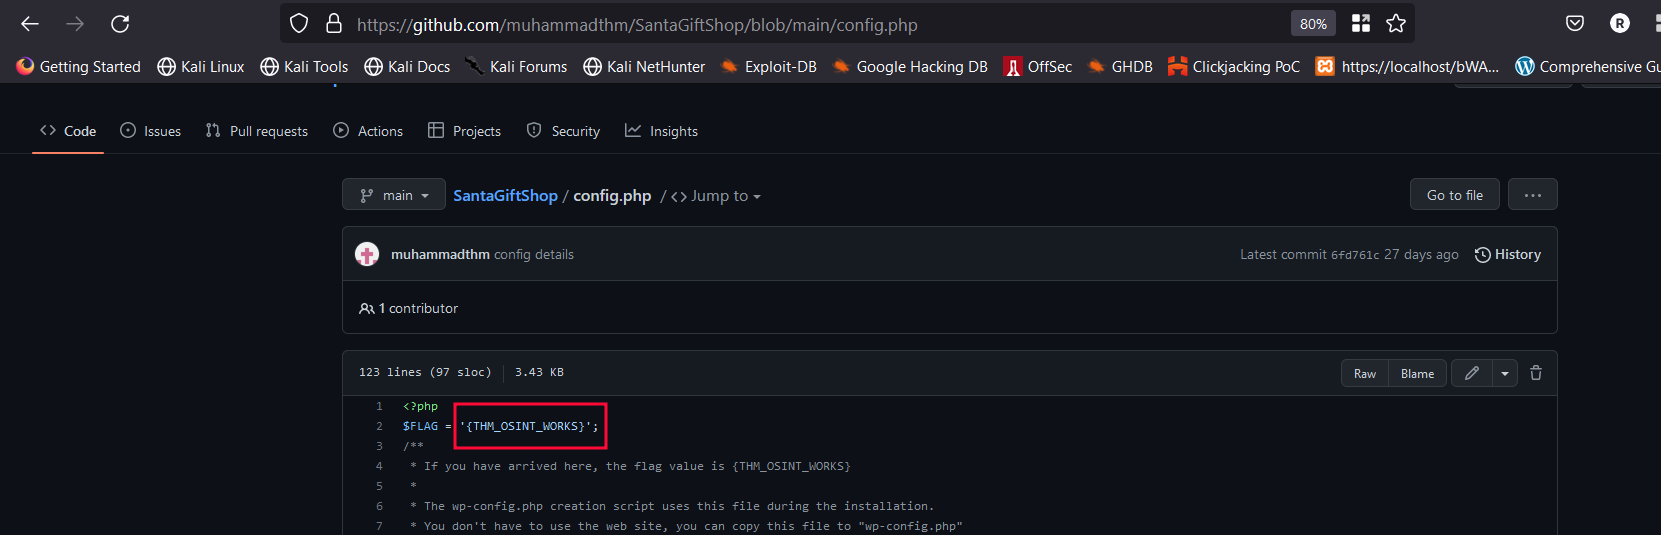 https://github.com/muhammadthm/SantaGiftShop/blob/main/config.php 80% R
Getting Started Kali Linux Kali Tools Kali Docs Kali Forums Kali NetHunter Exploit-DB Google Hacking DB OffSec GHDB Clickjacking PoC https://localhost/bWA... Comprehensive Gu
Code Issues Pull requests Actions Projects Security Insights
main SantaGiftShop / config.php / <> Jump to Go to file ...
muhammadthm config details Latest commit 6fd761c 27 days ago History
1 contributor
123 lines (97 sloc) 3.43 KB Raw Blame
1 <?php
2 $FLAG = '{THM_OSINT_WORKS}';
3 /**
4 * If you have arrived here, the flag value is {THM_OSINT_WORKS}
5 *
6 * The wp-config.php creation script uses this file during the installation.
7 * You don't have to use the web site, you can copy this file to "wp-config.php"